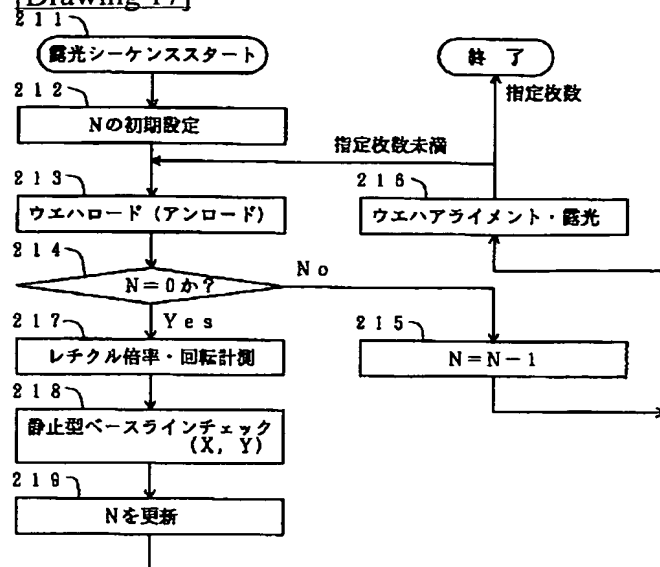 [Drawing 17]
211
露光シーケンススタート
212
Nの初期設定
213
ウエハロード(アンロード)
214
N=0か?
No
Yes
217
レチクル倍率・回転計測
218
静止型ベースラインチェック
(X, Y)
219
Nを更新
終 了
指定枚数
指定枚数未満
216
ウエハアライメント・露光
215
N=N-1